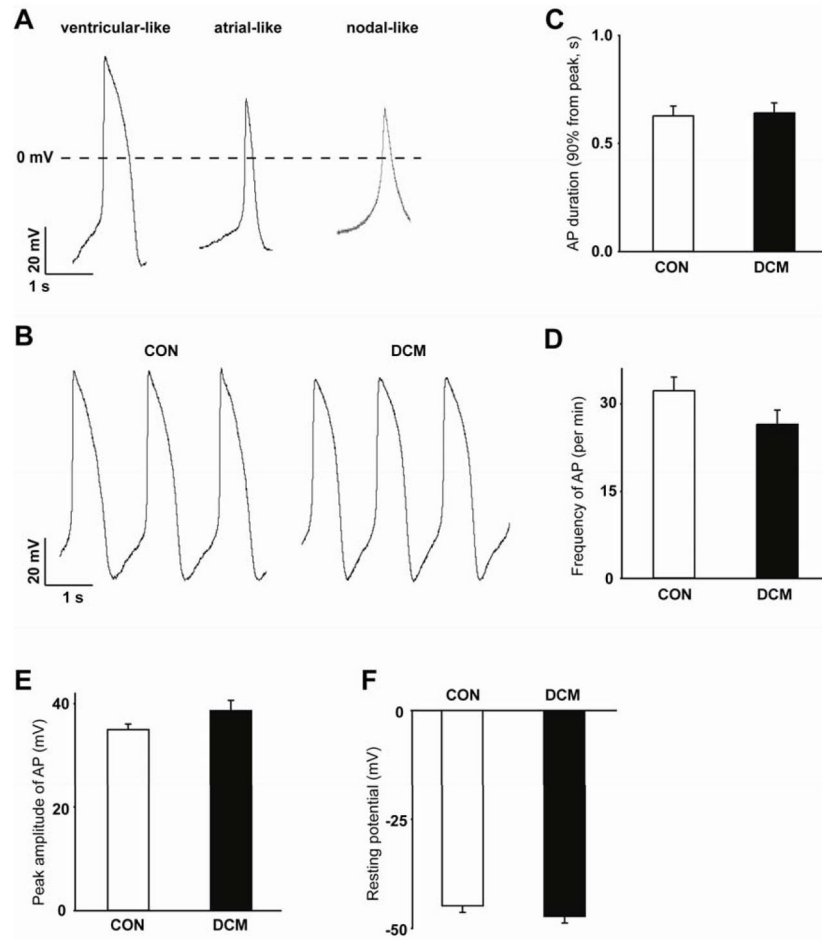 A
ventricular-like atrial-like nodal-like
0 mV
20 mV
1 s
B
CON DCM
20 mV
1 s
C
AP duration (90% from peak, s)
1.0
0.5
0.0
CON DCM
D
Frequency of AP (per min)
30
15
0
CON DCM
E
Peak amplitude of AP (mV)
40
20
0
CON DCM
F
CON DCM
Resting potential (mV)
0
-25
-50